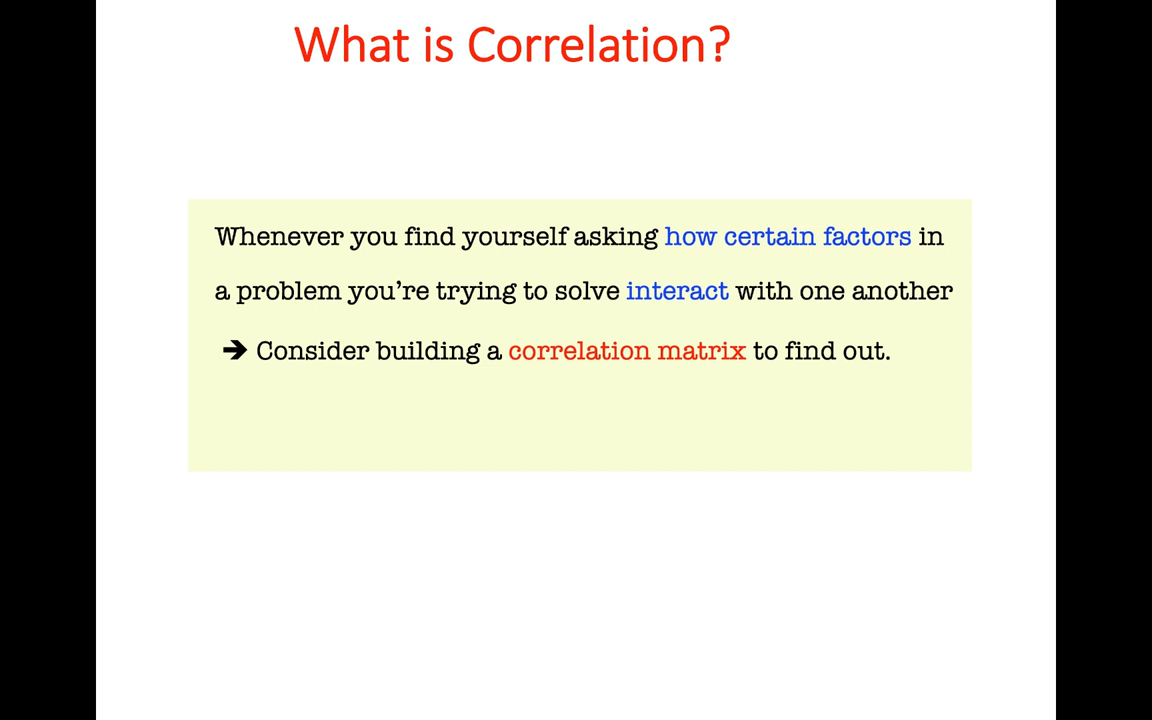 What is Correlation?
Whenever you find yourself asking how certain factors in
a problem you’re trying to solve interact with one another
➔ Consider building a correlation matrix to find out.